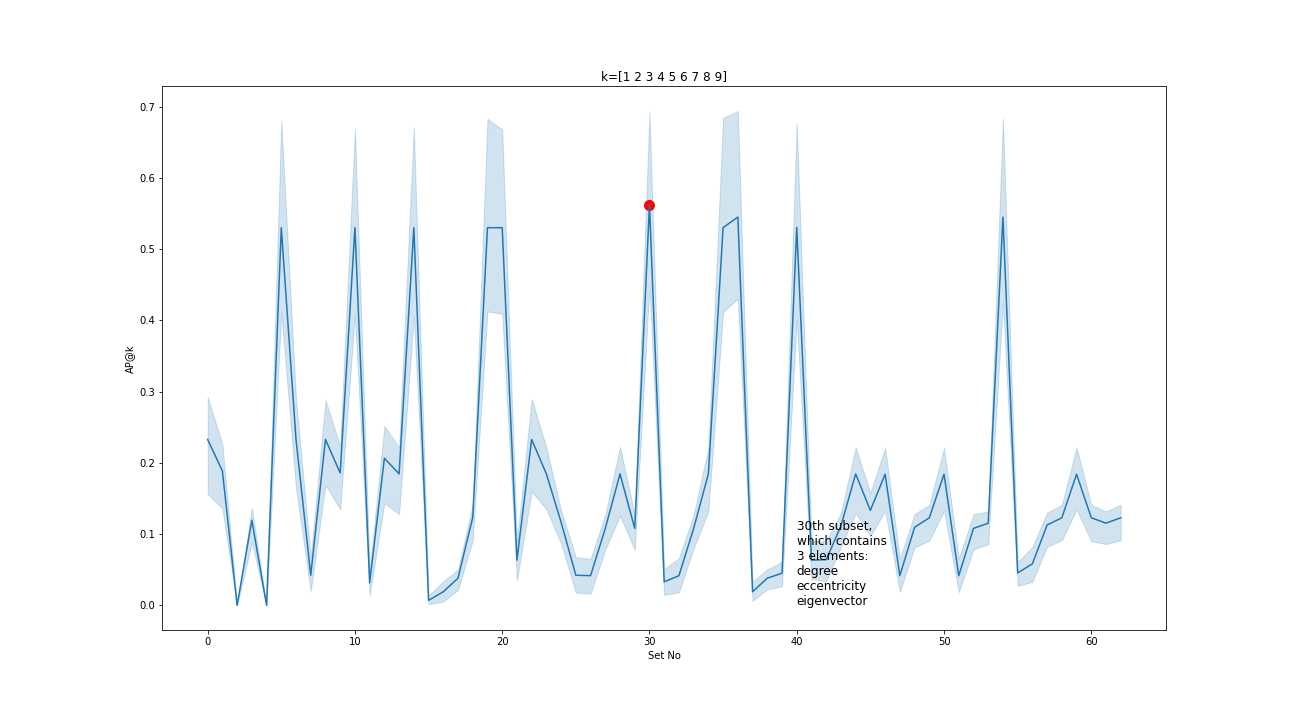 k=[1 2 3 4 5 6 7 8 9]
0.7
0.6
0.5
0.4
0.3
0.2
0.1
0.0
AP@k
30th subset,
which contains
3 elements:
degree
eccentricity
eigenvector
0 10 20 30 40 50 60
Set No